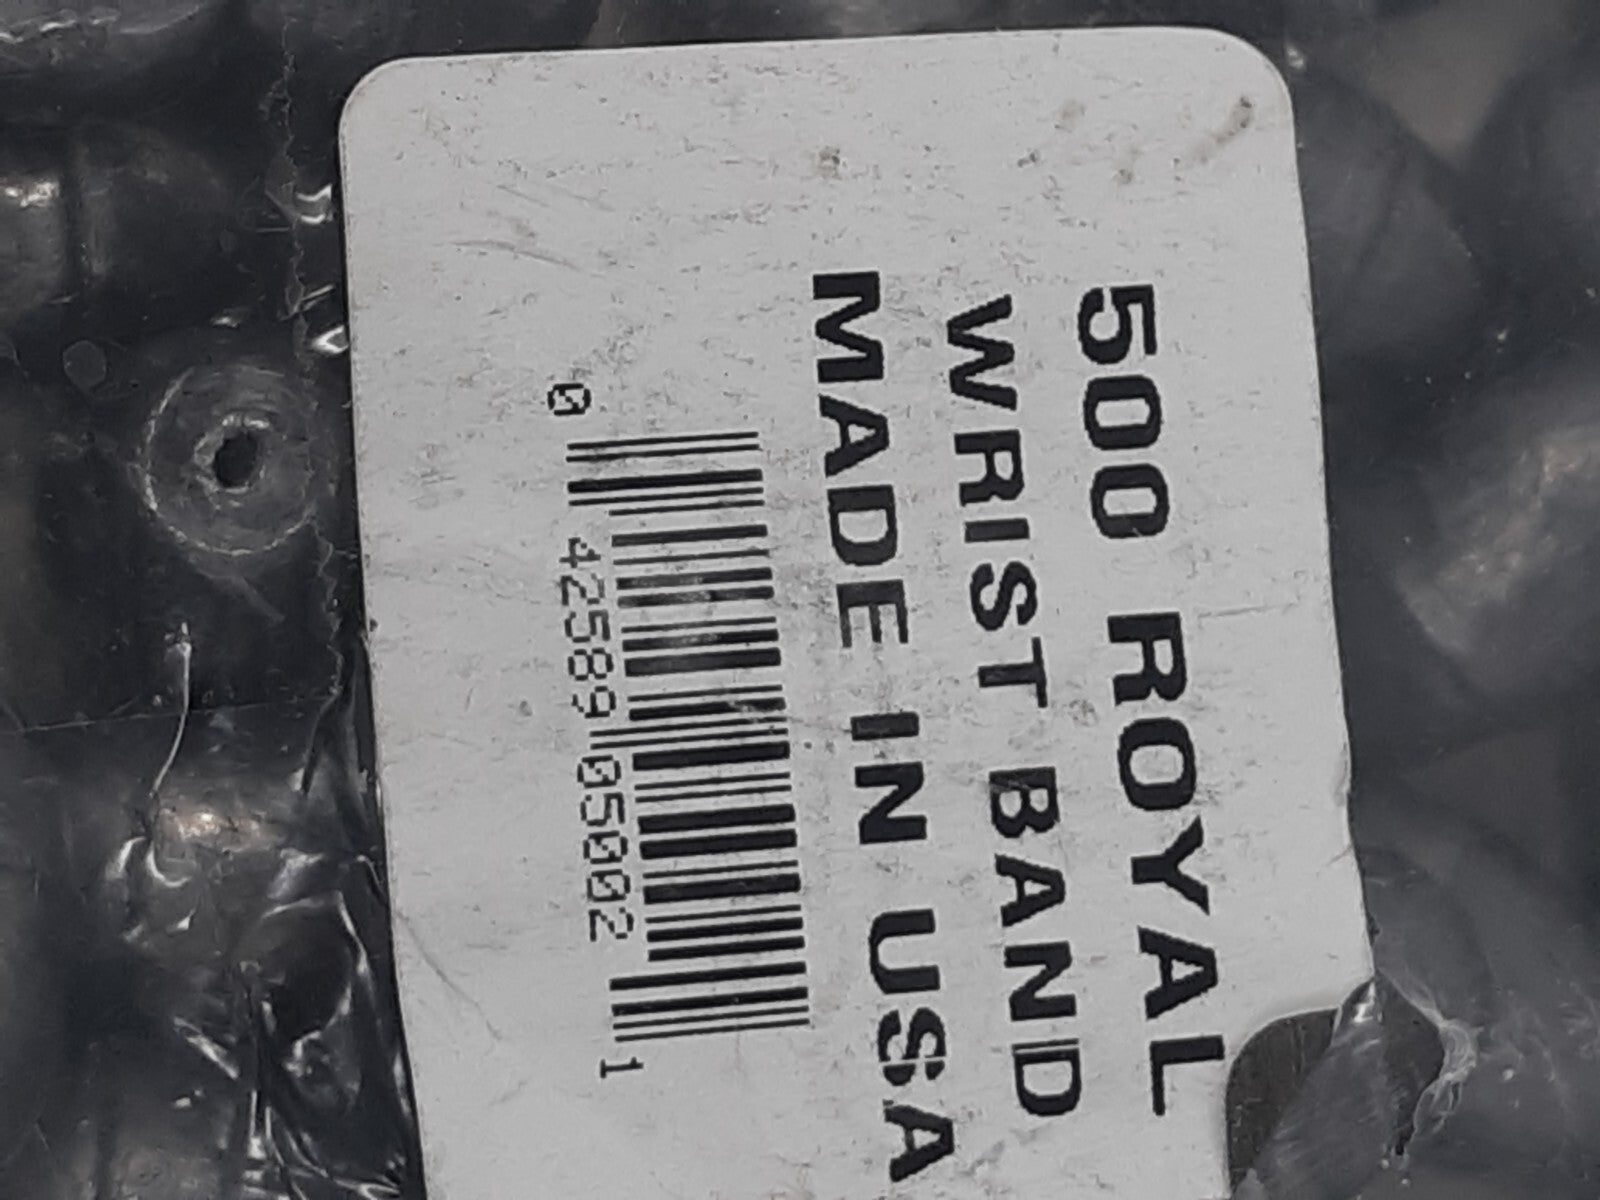 500 ROYAL
WRIST BAND
MADE IN USA
0 42589 05002 1